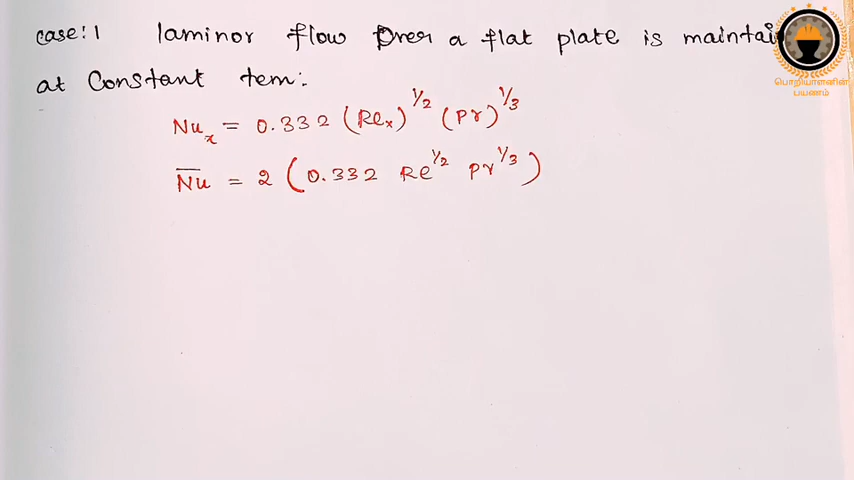 case: 1 laminor flow over a flat plate is maintai
at Constant tem:
Nuₓ = 0.332 (Reₓ)^1/2 (Pr)^1/3
N̅u̅ = 2 (0.332 Re^1/2 Pr^1/3)
பொறியாளனின்
பயணம்